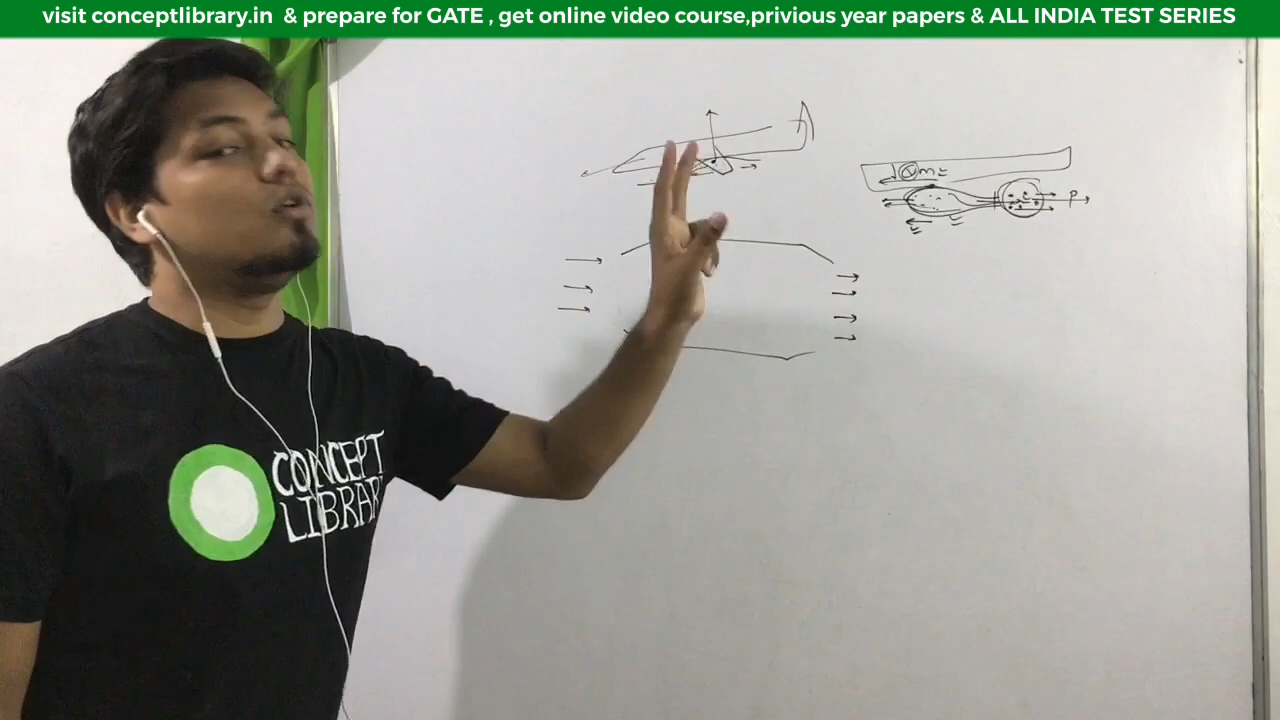 visit conceptlibrary.in & prepare for GATE , get online video course,privious year papers & ALL INDIA TEST SERIES
CONCEPT
LIBRARY
P